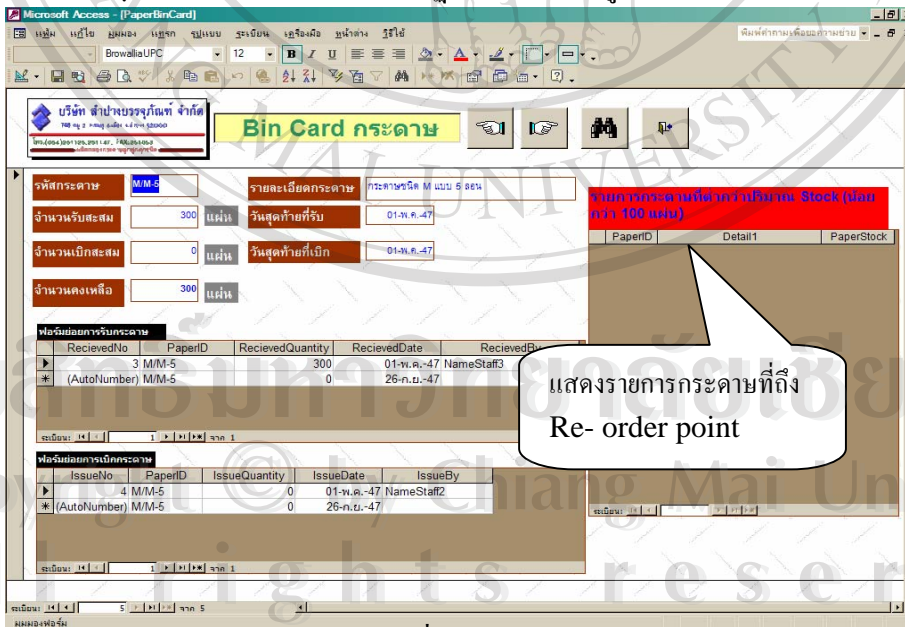 Microsoft Access - [PaperBinCard]
แฟ้ม แก้ไข มุมมอง แทรก รูปแบบ ระเบียน เครื่องมือ หน้าต่าง วิธีใช้
พิมพ์คำถามเพื่อขอความช่วย
BrowalliaUPC 12 B I U
บริษัท ลำปางบรรจุภัณฑ์ จำกัด
Bin Card กระดาษ
รหัสกระดาษ M/M-5 รายละเอียดกระดาษ กระดาษชนิด M แบบ 5 ลอน
จำนวนรับสะสม 300 แผ่น วันสุดท้ายที่รับ 01-พ.ค.-47
จำนวนเบิกสะสม 0 แผ่น วันสุดท้ายที่เบิก 01-พ.ค.-47
จำนวนคงเหลือ 300 แผ่น
รายการกระดาษที่ต่ำกว่าปริมาณ Stock (น้อย
กว่า 100 แผ่น)
PaperID Detail1 PaperStock
ฟอร์มย่อยการรับกระดาษ
RecievedNo PaperID RecievedQuantity RecievedDate RecievedBy
3 M/M-5 300 01-พ.ค.-47 NameStaff3
(AutoNumber) M/M-5 0 26-ก.ย.-47
ระเบียน: 1 จาก 1
แสดงรายการกระดาษที่ถึง
Re- order point
ฟอร์มย่อยการเบิกกระดาษ
IssueNo PaperID IssueQuantity IssueDate IssueBy
4 M/M-5 0 01-พ.ค.-47 NameStaff2
(AutoNumber) M/M-5 0 26-ก.ย.-47
ระเบียน: 1 จาก 1
ระเบียน:
ระเบียน: 5 จาก 5
มุมมองฟอร์ม